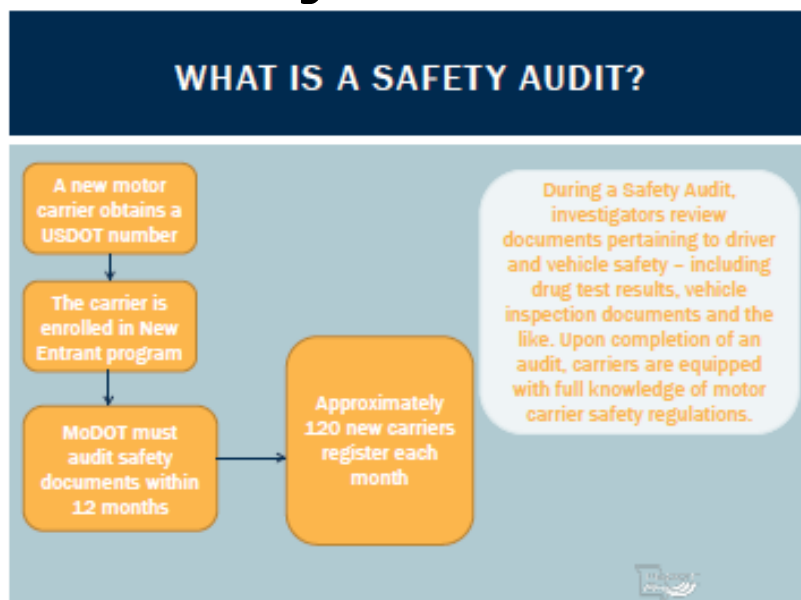 WHAT IS A SAFETY AUDIT?
A new motor
carrier obtains a
USDOT number
The carrier is
enrolled in New
Entrant program
MoDOT must
audit safety
documents within
12 months
Approximately
120 new carriers
register each
month
During a Safety Audit,
investigators review
documents pertaining to driver
and vehicle safety – including
drug test results, vehicle
inspection documents and the
like. Upon completion of an
audit, carriers are equipped
with full knowledge of motor
carrier safety regulations.